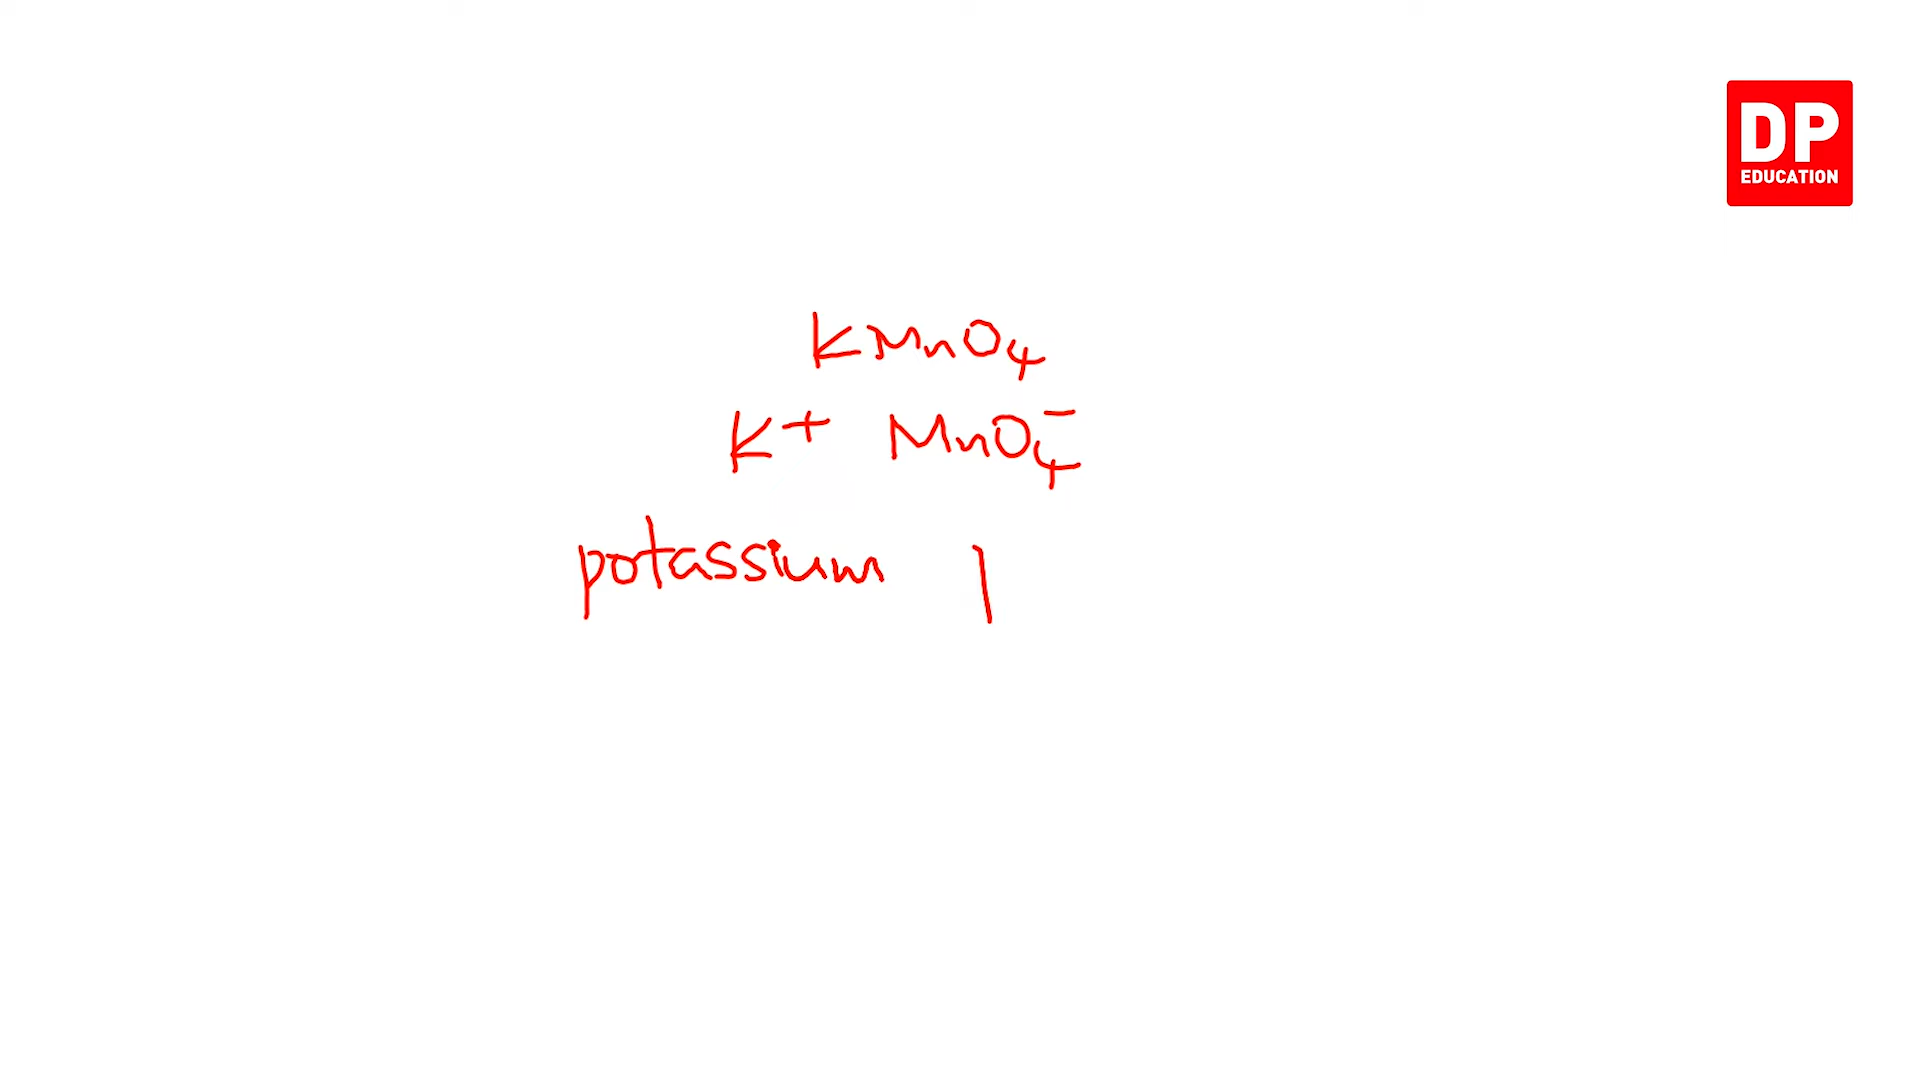 DP
EDUCATION
KMnO₄
K⁺ MnO₄⁻
potassium